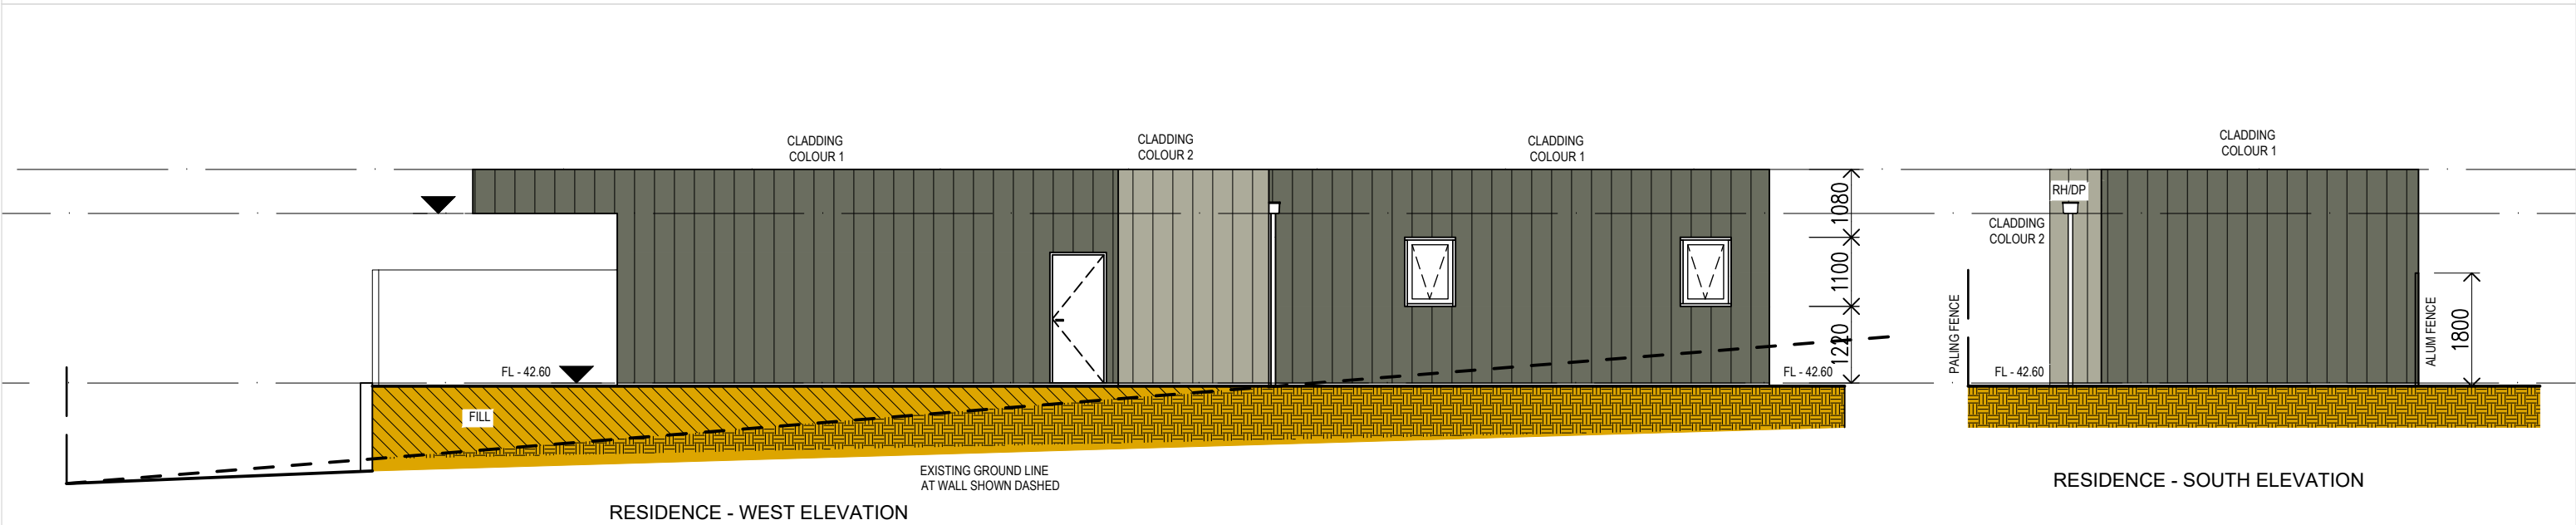 CLADDING
COLOUR 1
CLADDING
COLOUR 2
CLADDING
COLOUR 1
1080
1100
1220
FL - 42.60
FL - 42.60
FILL
EXISTING GROUND LINE
AT WALL SHOWN DASHED
RESIDENCE - WEST ELEVATION
CLADDING
COLOUR 1
RH/DP
CLADDING
COLOUR 2
PALING FENCE
FL - 42.60
ALUM FENCE
1800
RESIDENCE - SOUTH ELEVATION